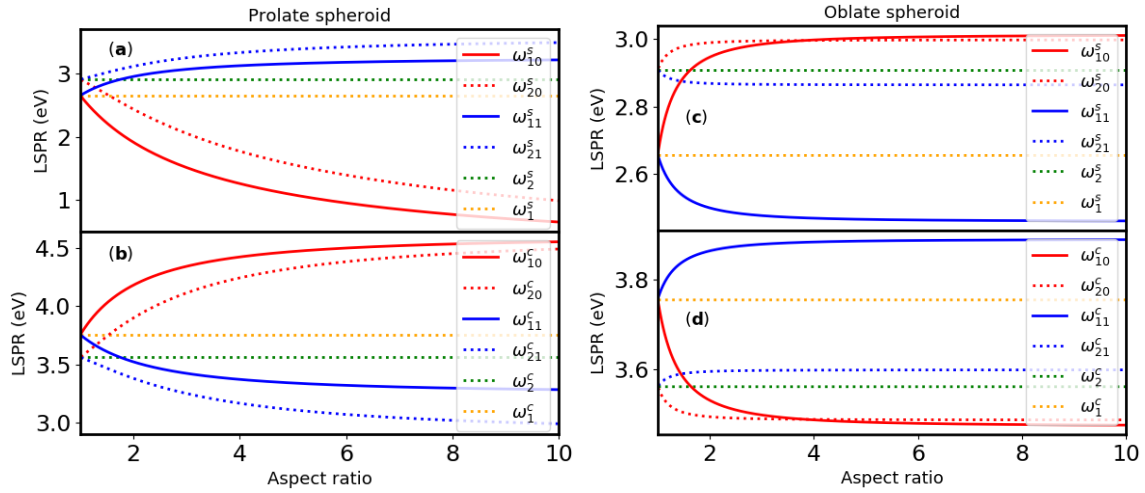 Prolate spheroid
(a)
LSPR (eV)
3
2
1
ω^s_10
ω^s_20
ω^s_11
ω^s_21
ω^s_2
ω^s_1
(b)
LSPR (eV)
4.5
4.0
3.5
3.0
ω^c_10
ω^c_20
ω^c_11
ω^c_21
ω^c_2
ω^c_1
2 4 6 8 10
Aspect ratio
Oblate spheroid
(c)
LSPR (eV)
3.0
2.8
2.6
ω^s_10
ω^s_20
ω^s_11
ω^s_21
ω^s_2
ω^s_1
(d)
LSPR (eV)
3.8
3.6
ω^c_10
ω^c_20
ω^c_11
ω^c_21
ω^c_2
ω^c_1
2 4 6 8 10
Aspect ratio